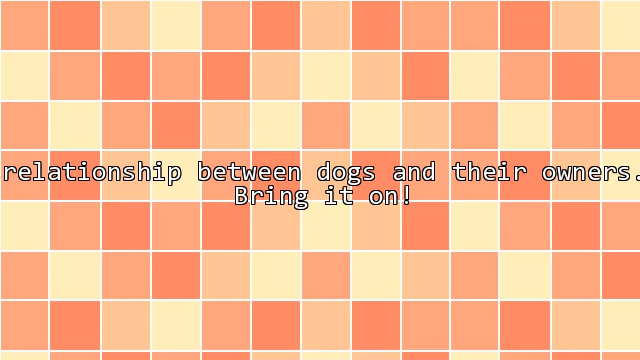 relationship between dogs and their owners.
Bring it on!